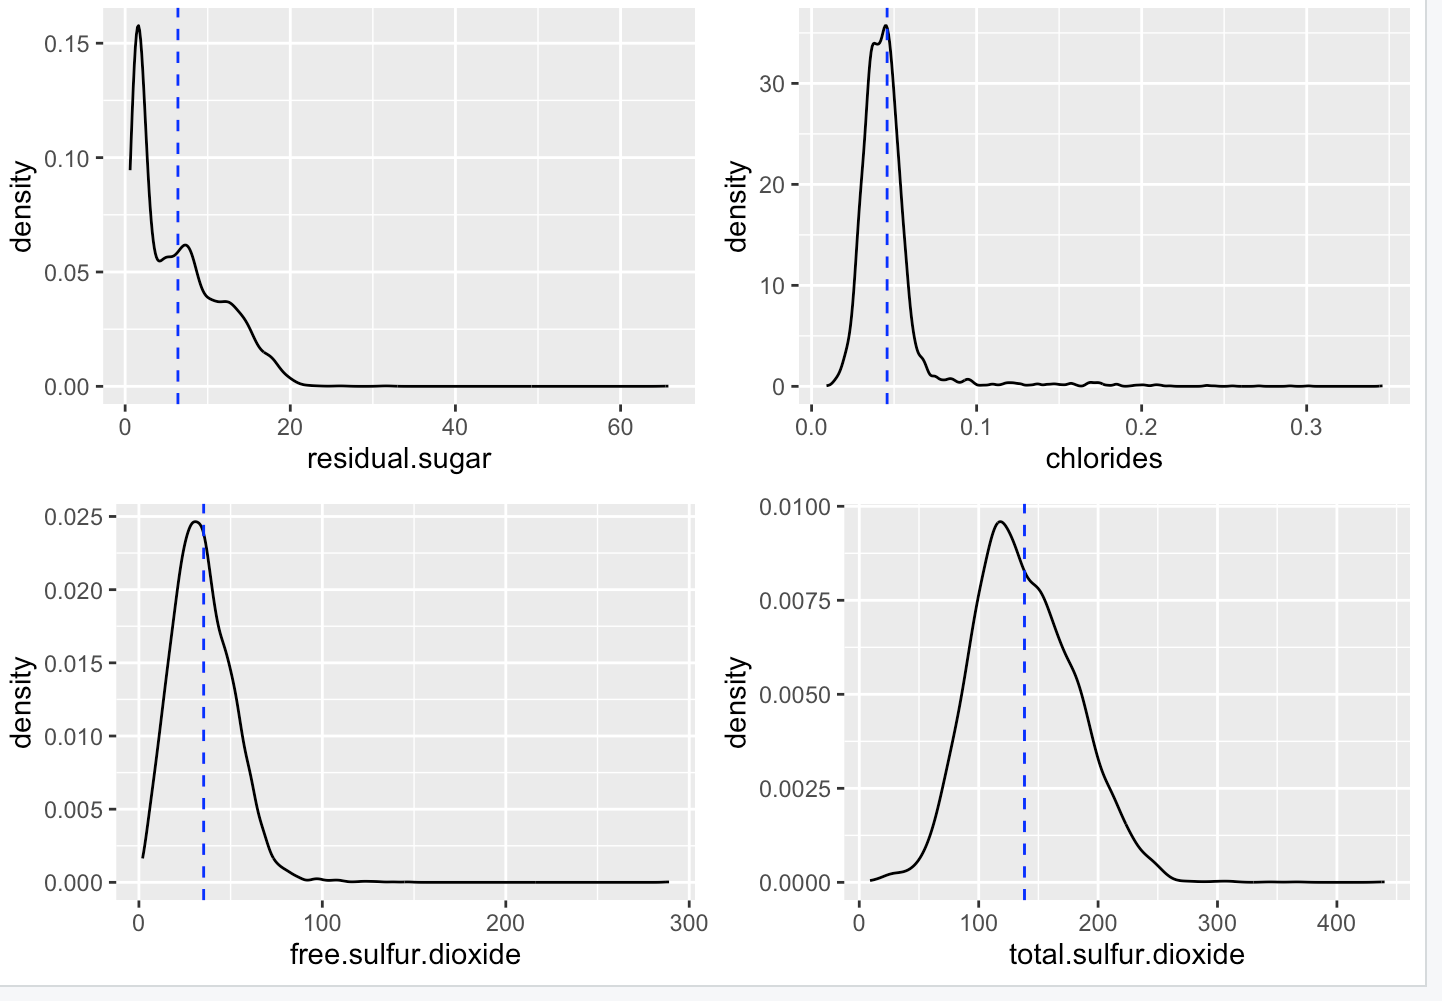 density
0.15
0.10
0.05
0.00
0 20 40 60
residual.sugar
density
30
20
10
0
0.0 0.1 0.2 0.3
chlorides
density
0.025
0.020
0.015
0.010
0.005
0.000
0 100 200 300
free.sulfur.dioxide
density
0.0100
0.0075
0.0050
0.0025
0.0000
0 100 200 300 400
total.sulfur.dioxide